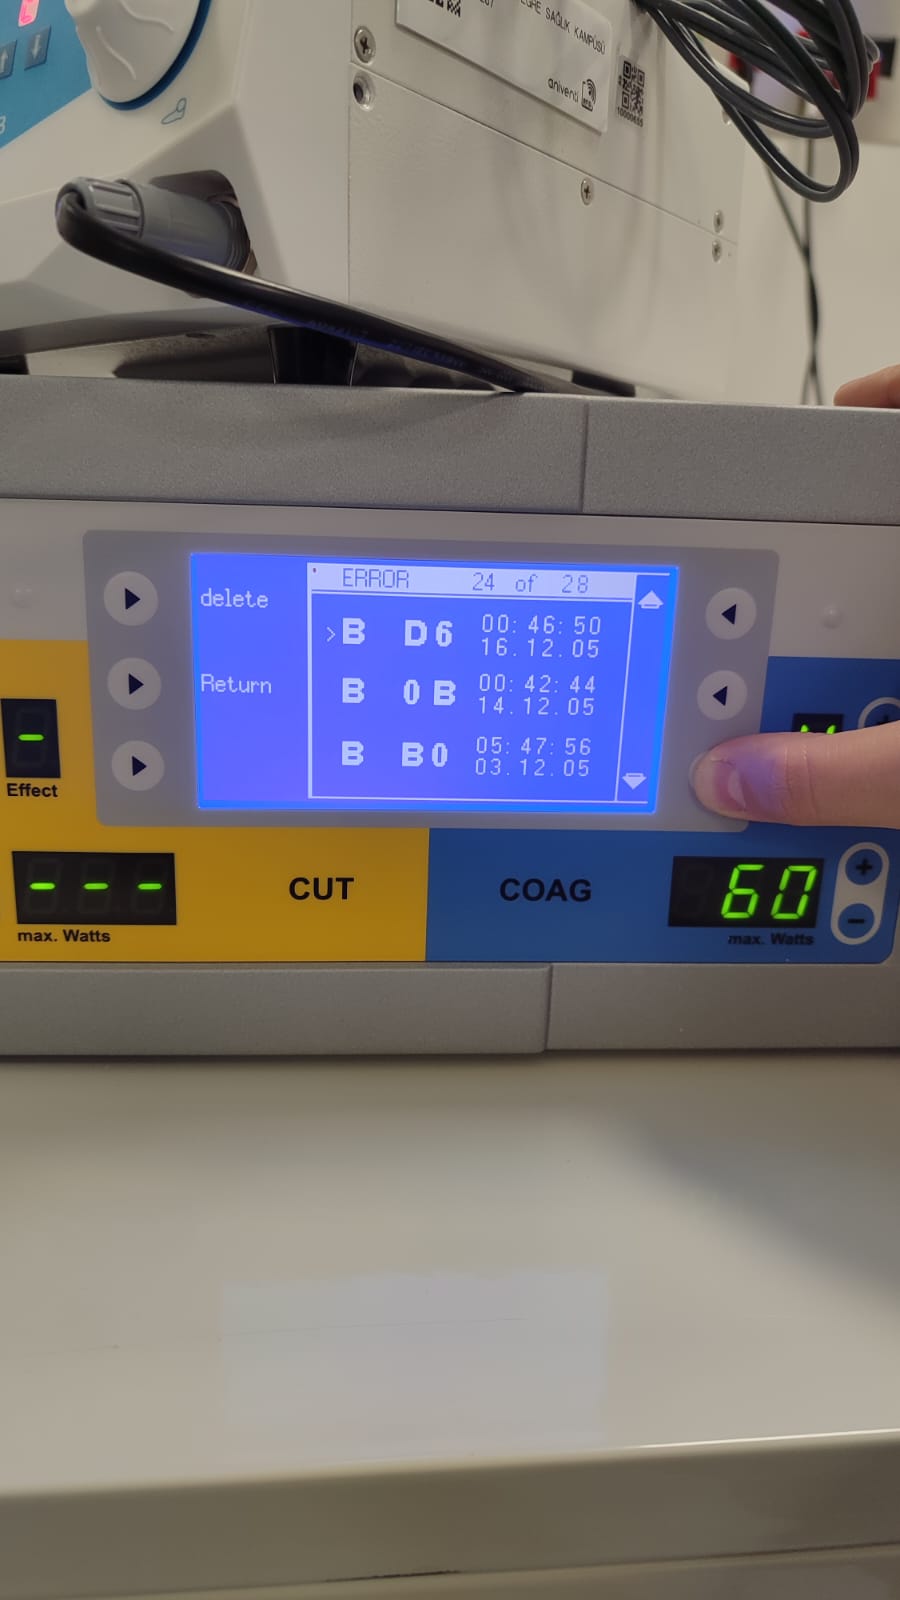 EGRE SAĞLIK KAMPÜSÜ
aniventi
10000655
delete
ERROR 24 of 28
>B D6 00:46:50
16.12.05
Return
B 0B 00:42:44
14.12.05
B B0 05:47:56
03.12.05
Effect
- - -
CUT
COAG
60
max. Watts
max. Watts